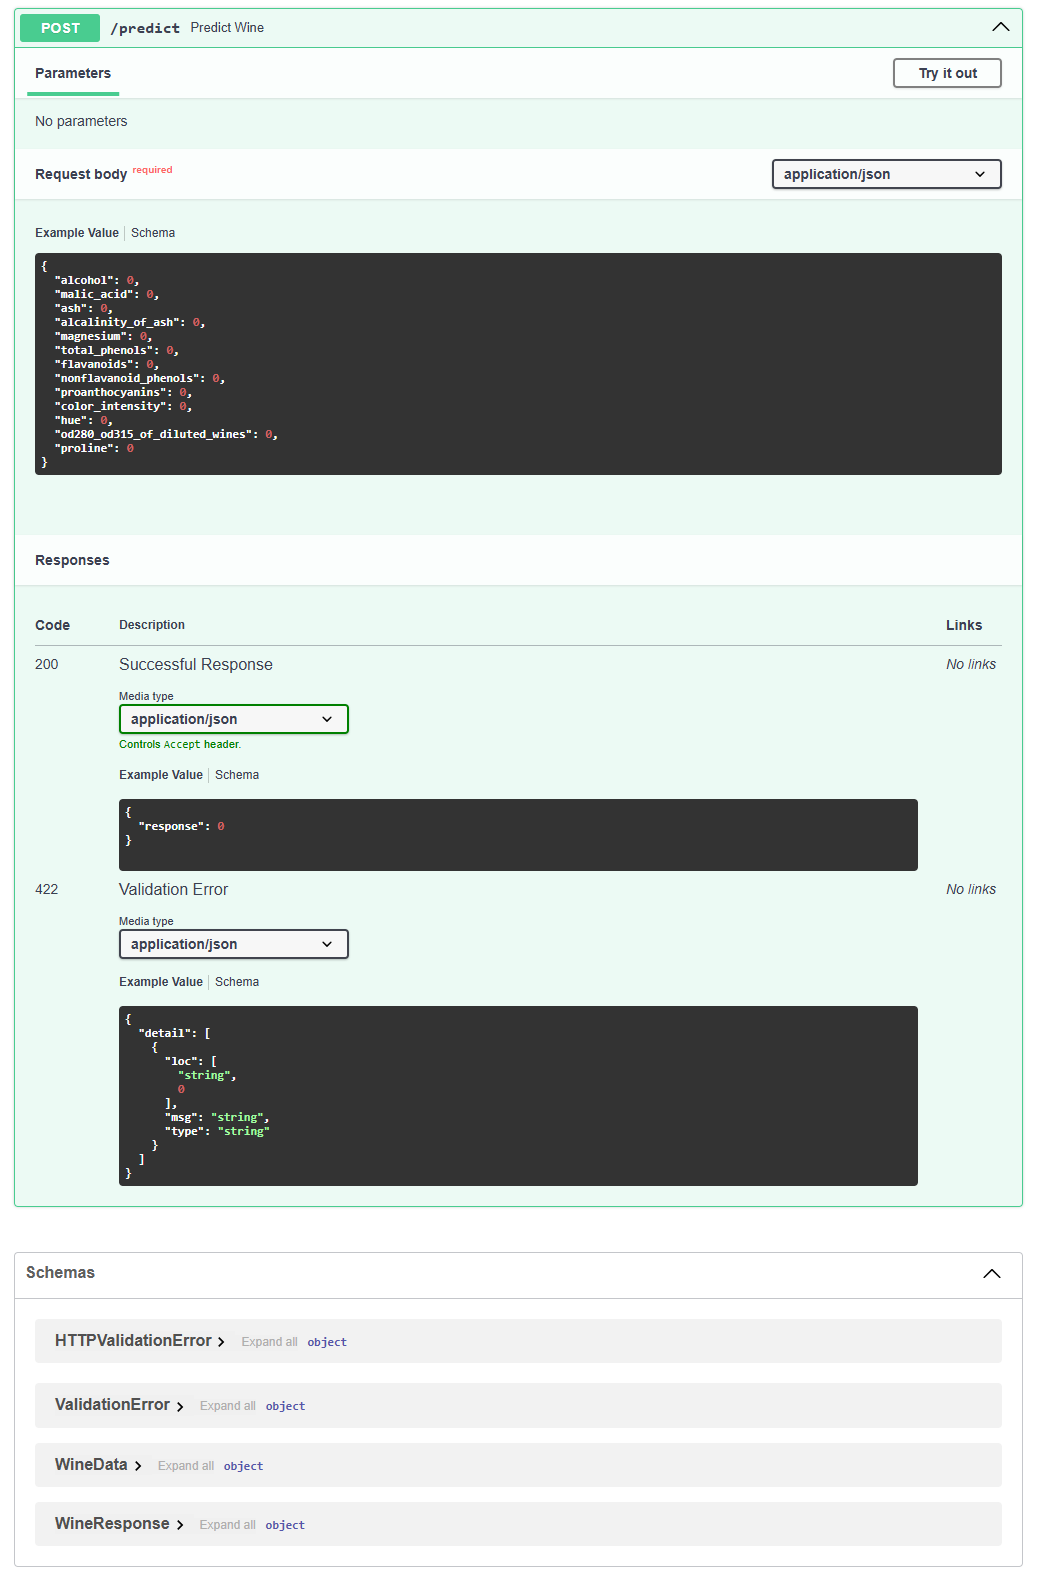 POST /predict Predict Wine
Parameters
Try it out
No parameters
Request body required
application/json
Example Value Schema
{
  "alcohol": 0,
  "malic_acid": 0,
  "ash": 0,
  "alcalinity_of_ash": 0,
  "magnesium": 0,
  "total_phenols": 0,
  "flavanoids": 0,
  "nonflavanoid_phenols": 0,
  "proanthocyanins": 0,
  "color_intensity": 0,
  "hue": 0,
  "od280_od315_of_diluted_wines": 0,
  "proline": 0
}
Responses
Code Description Links
200 Successful Response No links
Media type
application/json
Controls Accept header.
Example Value Schema
{
  "response": 0
}
422 Validation Error No links
Media type
application/json
Example Value Schema
{
  "detail": [
    {
      "loc": [
        "string",
        0
      ],
      "msg": "string",
      "type": "string"
    }
  ]
}
Schemas
HTTPValidationError Expand all object
ValidationError Expand all object
WineData Expand all object
WineResponse Expand all object